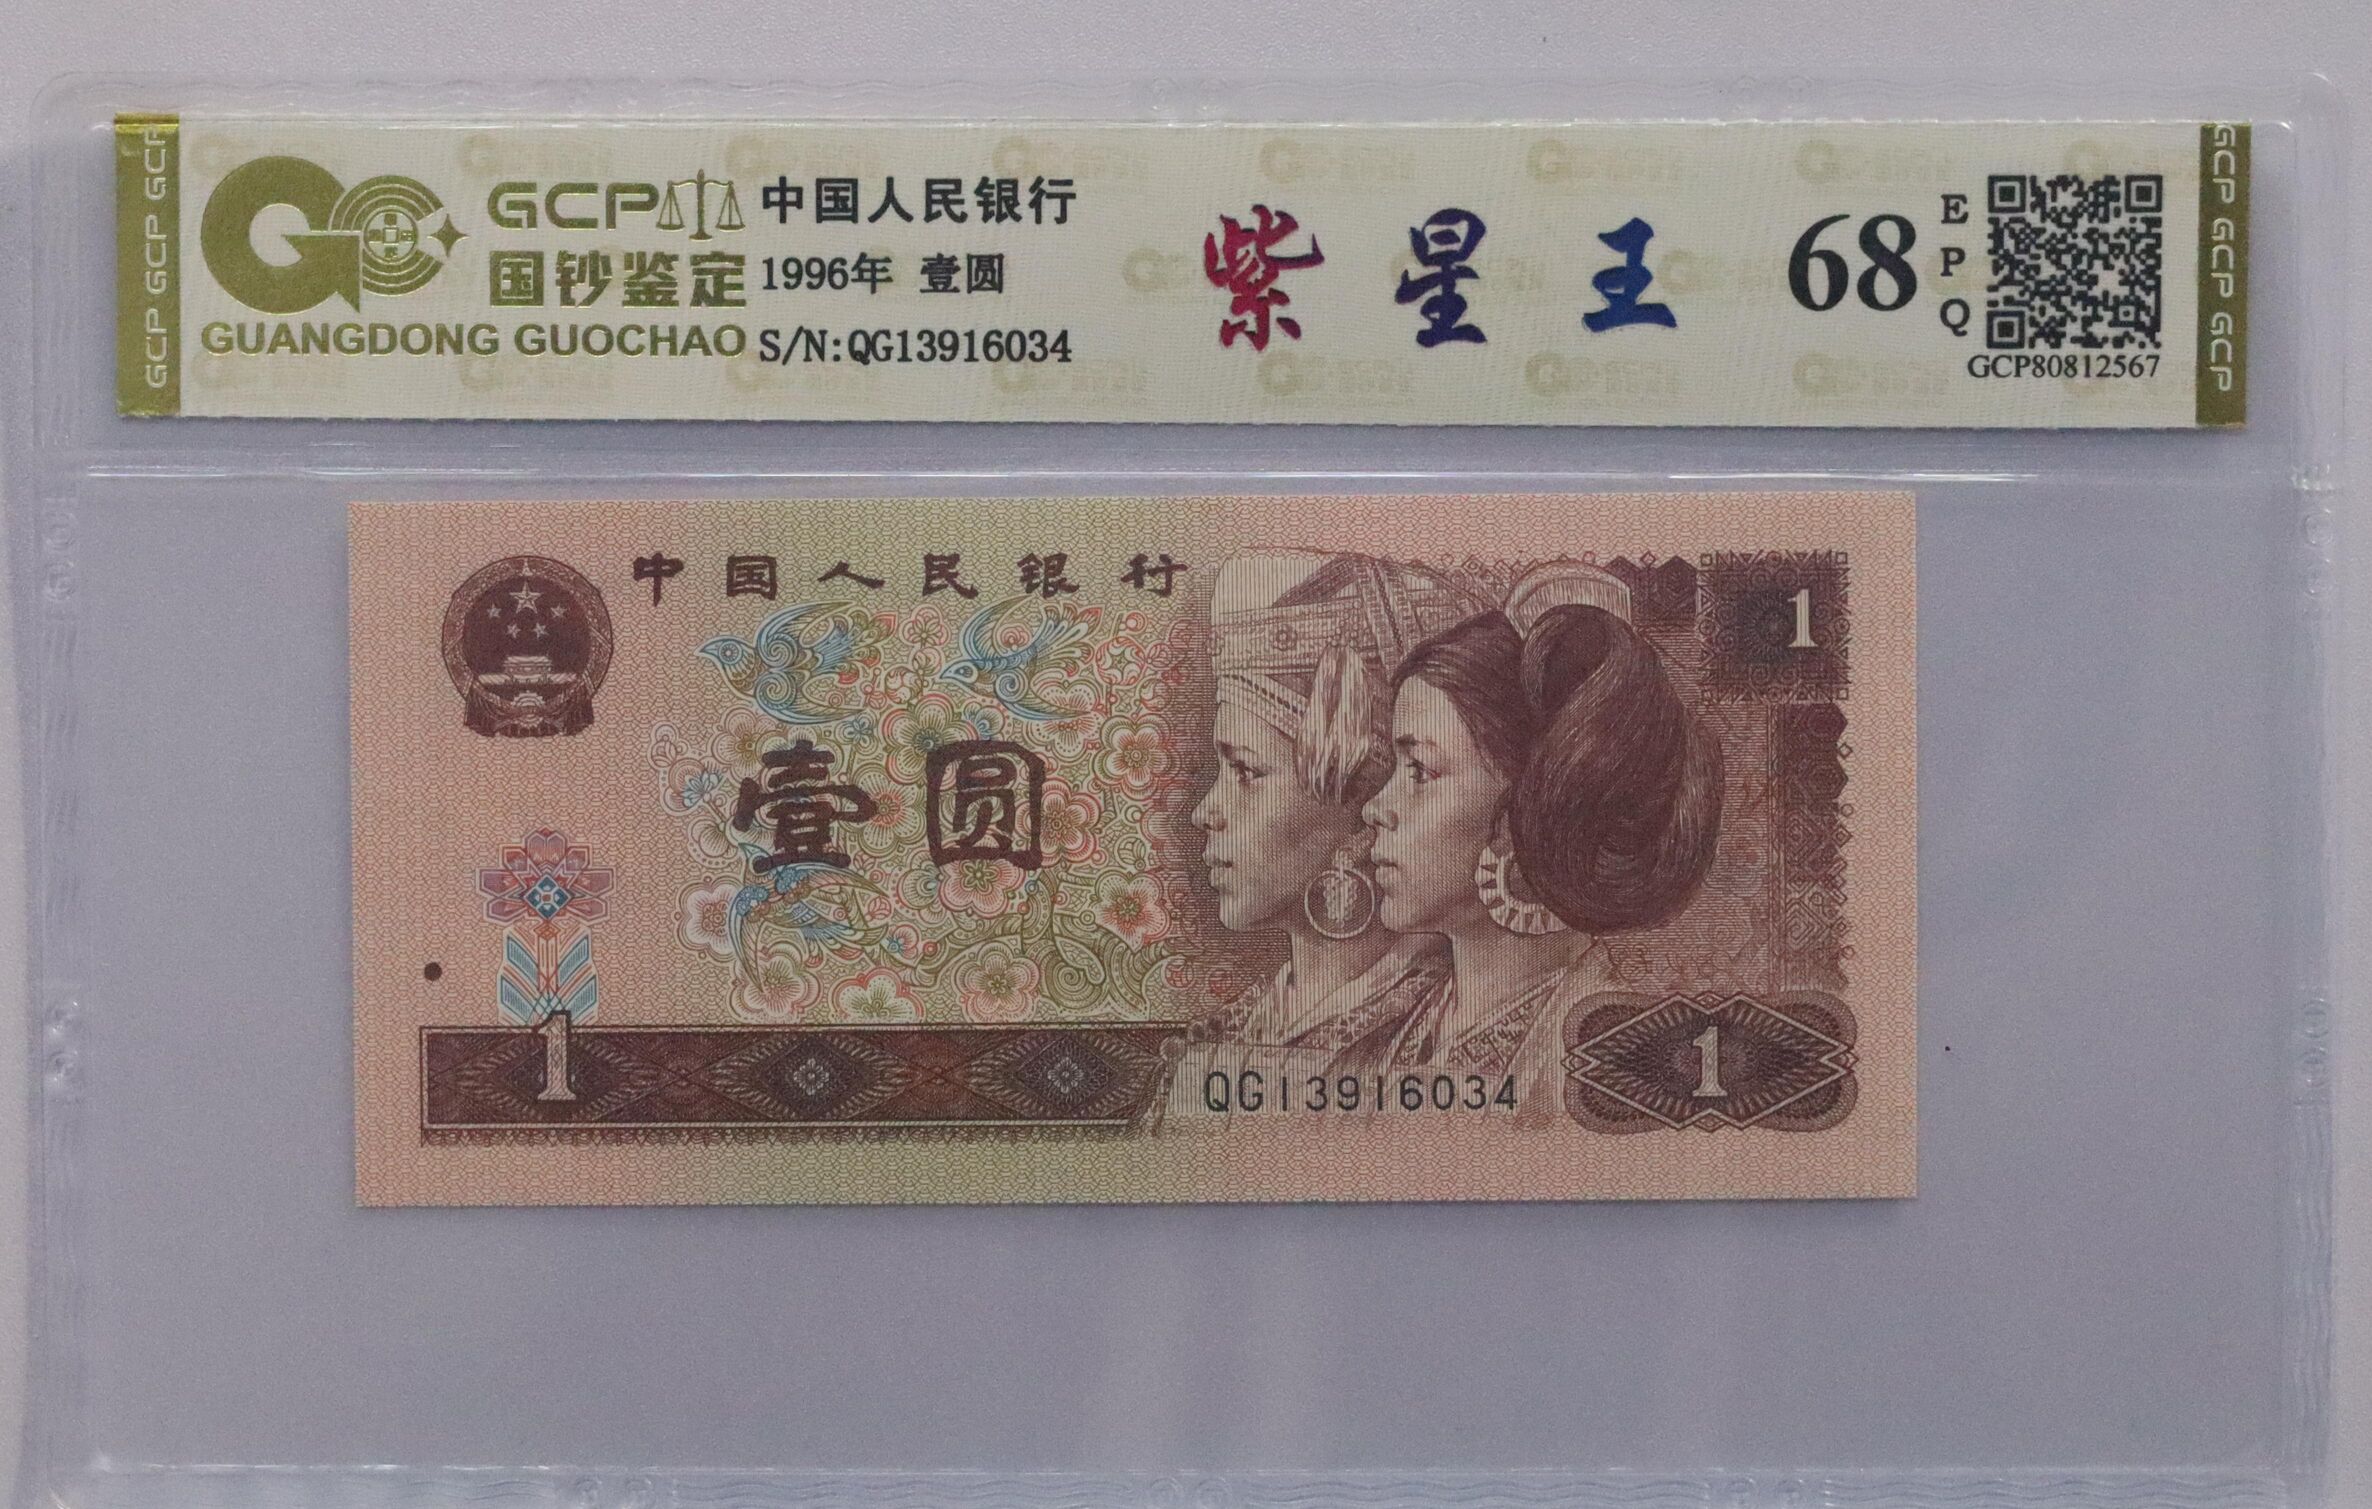 GCP GCP GCP
GCP
国钞鉴定
GUANGDONG GUOCHAO
中国人民银行
1996年 壹圆
S/N:QG13916034
紫星王
68
EPQ
GCP80812567
GCP GCP GCP
中国人民银行
1
壹圆
1
QG13916034
1